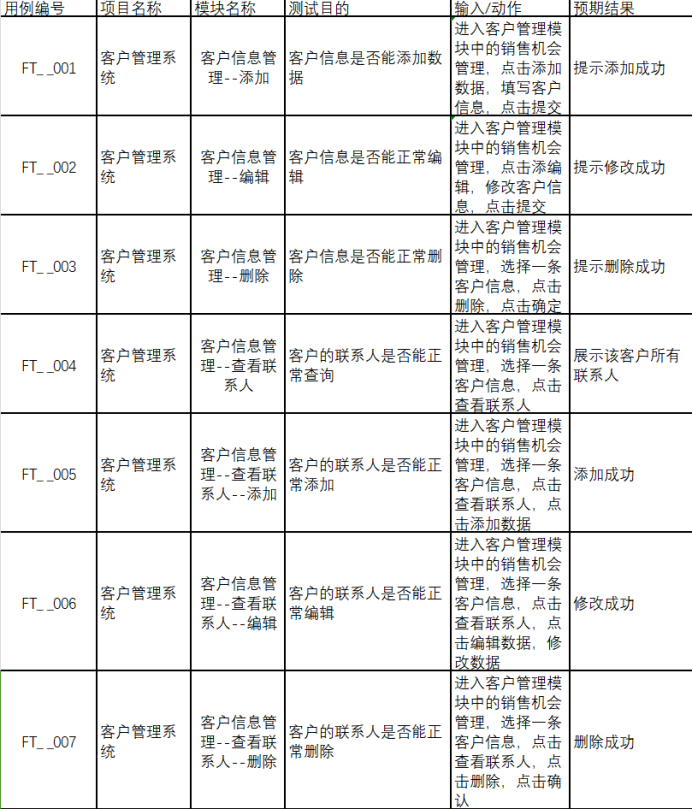 用例编号 项目名称 模块名称 测试目的 输入/动作 预期结果
FT_ _001
客户管理系
统
客户信息管
理--添加
客户信息是否能添加数
据
进入客户管理模
块中的销售机会
管理，点击添加
数据，填写客户
信息，点击提交
提示添加成功
FT_ _002
客户管理系
统
客户信息管
理--编辑
客户信息是否能正常编
辑
进入客户管理模
块中的销售机会
管理，点击添编
辑，修改客户信
息，点击提交
提示修改成功
FT_ _003
客户管理系
统
客户信息管
理--删除
客户信息是否能正常删
除
进入客户管理模
块中的销售机会
管理，选择一条
客户信息，点击
删除，点击确定
提示删除成功
FT_ _004
客户管理系
统
客户信息管
理--查看联
系人
客户的联系人是否能正
常查询
进入客户管理模
块中的销售机会
管理，选择一条
客户信息，点击
查看联系人
展示该客户所有
联系人
FT_ _005
客户管理系
统
客户信息管
理--查看联
系人--添加
客户的联系人是否能正
常添加
进入客户管理模
块中的销售机会
管理，选择一条
客户信息，点击
查看联系人，点
击添加数据
添加成功
FT_ _006
客户管理系
统
客户信息管
理--查看联
系人--编辑
客户的联系人是否能正
常编辑
进入客户管理模
块中的销售机会
管理，选择一条
客户信息，点击
查看联系人，点
击编辑数据，修
改数据
修改成功
FT_ _007
客户管理系
统
客户信息管
理--查看联
系人--删除
客户的联系人是否能正
常删除
进入客户管理模
块中的销售机会
管理，选择一条
客户信息，点击
查看联系人，点
击删除，点击确
认
删除成功